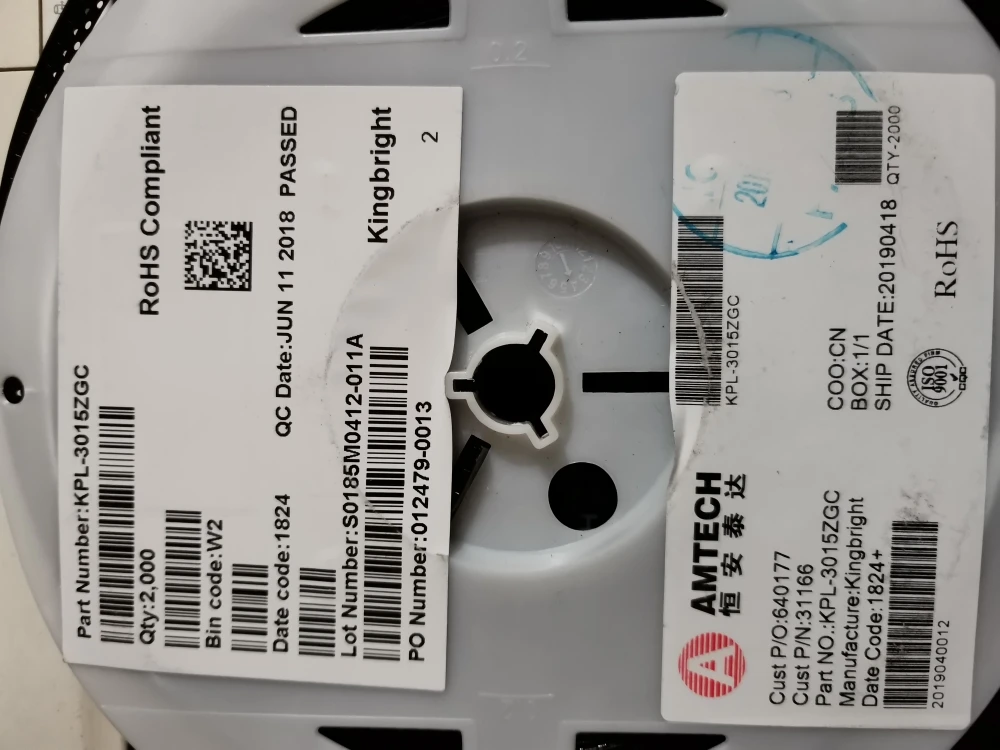 Part Number:KPL-3015ZGC
Qty:2,000
Bin code:W2
Date code:1824
Lot Number:S0185M0412-011A
PO Number:012479-0013
RoHS Compliant
QC Date:JUN 11 2018 PASSED
Kingbright
2
AMTECH
恒安泰达
Cust P/O:640177
Cust P/N:31166
Part NO.:KPL-3015ZGC
Manufacture:Kingbright
Date Code:1824+
2019040012
KPL-3015ZGC
COO:CN
BOX:1/1
SHIP DATE:20190418
QTY-2000
ISO
9001
RoHS
201